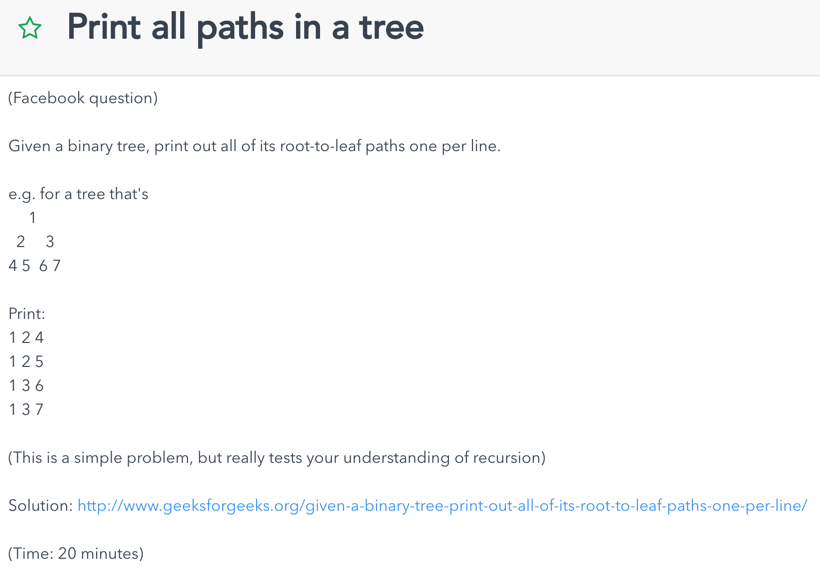 Print all paths in a tree
(Facebook question)
Given a binary tree, print out all of its root-to-leaf paths one per line.
e.g. for a tree that's
1
2 3
4 5 6 7
Print:
1 2 4
1 2 5
1 3 6
1 3 7
(This is a simple problem, but really tests your understanding of recursion)
Solution: http://www.geeksforgeeks.org/given-a-binary-tree-print-out-all-of-its-root-to-leaf-paths-one-per-line/
(Time: 20 minutes)